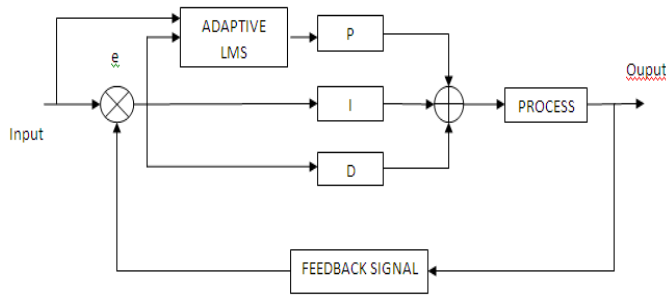 ADAPTIVE
LMS
P
e
Ouput
I
PROCESS
Input
D
FEEDBACK SIGNAL